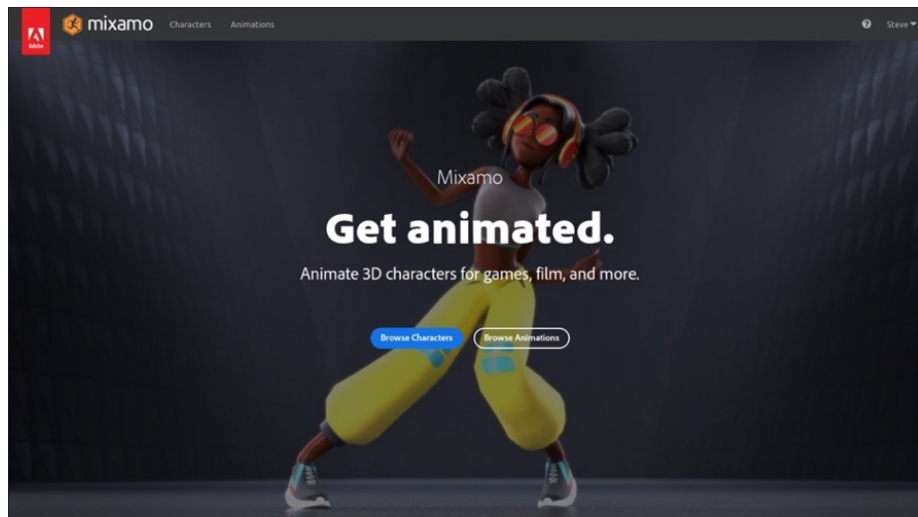 Adobe
mixamo
Characters
Animations
Steve
Mixamo
Get animated.
Animate 3D characters for games, film, and more.
Browse Characters
Browse Animations